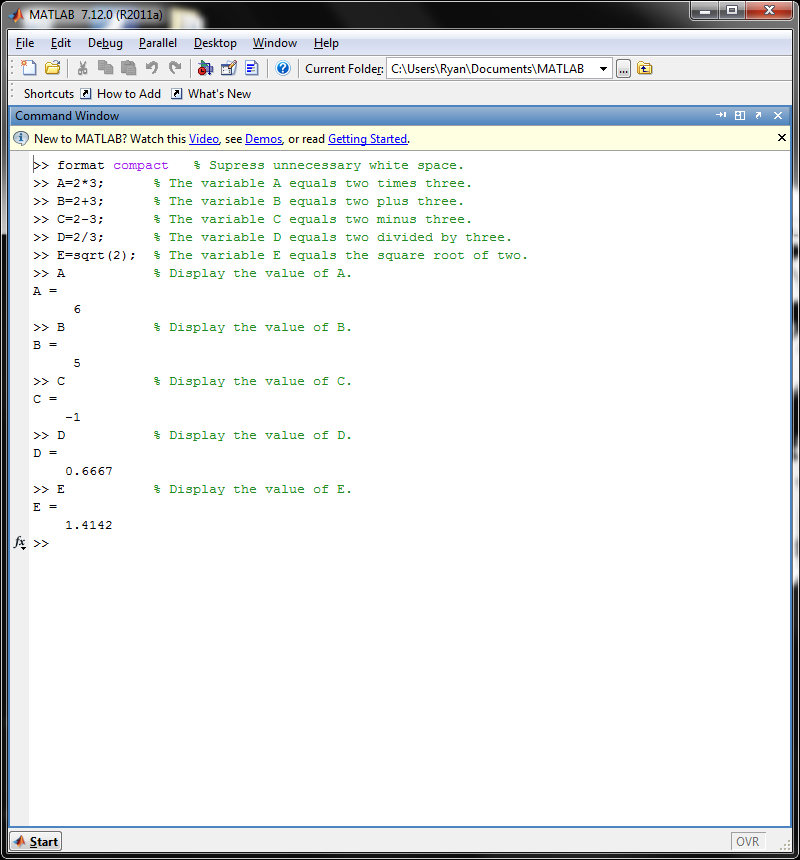 MATLAB 7.12.0 (R2011a)
File Edit Debug Parallel Desktop Window Help
Current Folder: C:\Users\Ryan\Documents\MATLAB ...
Shortcuts How to Add What's New
Command Window
New to MATLAB? Watch this Video, see Demos, or read Getting Started.
>> format compact   % Supress unnecessary white space.
>> A=2*3;      % The variable A equals two times three.
>> B=2+3;      % The variable B equals two plus three.
>> C=2-3;      % The variable C equals two minus three.
>> D=2/3;      % The variable D equals two divided by three.
>> E=sqrt(2);  % The variable E equals the square root of two.
>> A           % Display the value of A.
A =
     6
>> B           % Display the value of B.
B =
     5
>> C           % Display the value of C.
C =
    -1
>> D           % Display the value of D.
D =
    0.6667
>> E           % Display the value of E.
E =
    1.4142
fx >>
Start OVR